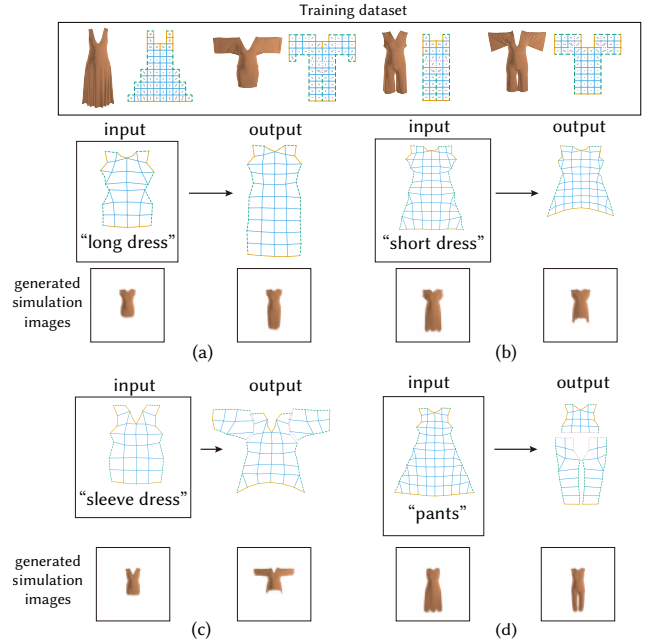 Training dataset
input output input output
"long dress" "short dress"
generated
simulation
images
(a) (b)
input output input output
"sleeve dress" "pants"
generated
simulation
images
(c) (d)